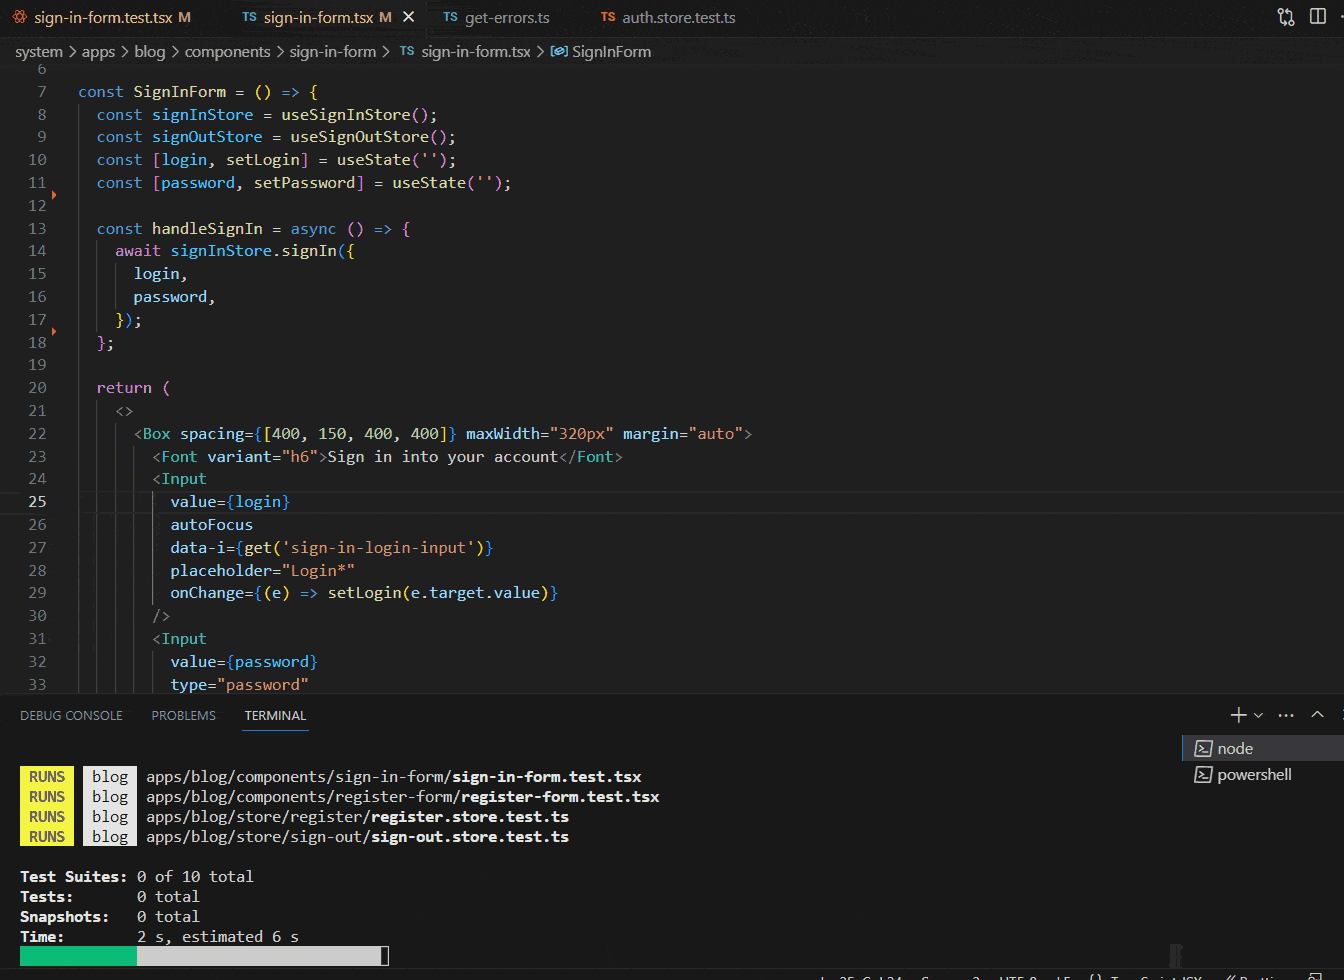 sign-in-form.test.tsx M TS sign-in-form.tsx M TS get-errors.ts TS auth.store.test.ts
system > apps > blog > components > sign-in-form > TS sign-in-form.tsx > SignInForm
6
7 const SignInForm = () => {
8 const signInStore = useSignInStore();
9 const signOutStore = useSignOutStore();
10 const [login, setLogin] = useState('');
11 const [password, setPassword] = useState('');
12
13 const handleSignIn = async () => {
14 await signInStore.signIn({
15 login,
16 password,
17 });
18 };
19
20 return (
21 <>
22 <Box spacing={[400, 150, 400, 400]} maxWidth="320px" margin="auto">
23 <Font variant="h6">Sign in into your account</Font>
24 <Input
25 value={login}
26 autoFocus
27 data-i={get('sign-in-login-input')}
28 placeholder="Login*"
29 onChange={(e) => setLogin(e.target.value)}
30 />
31 <Input
32 value={password}
33 type="password"
DEBUG CONSOLE PROBLEMS TERMINAL
node
powershell
RUNS blog apps/blog/components/sign-in-form/sign-in-form.test.tsx
RUNS blog apps/blog/components/register-form/register-form.test.tsx
RUNS blog apps/blog/store/register/register.store.test.ts
RUNS blog apps/blog/store/sign-out/sign-out.store.test.ts
Test Suites: 0 of 10 total
Tests: 0 total
Snapshots: 0 total
Time: 2 s, estimated 6 s